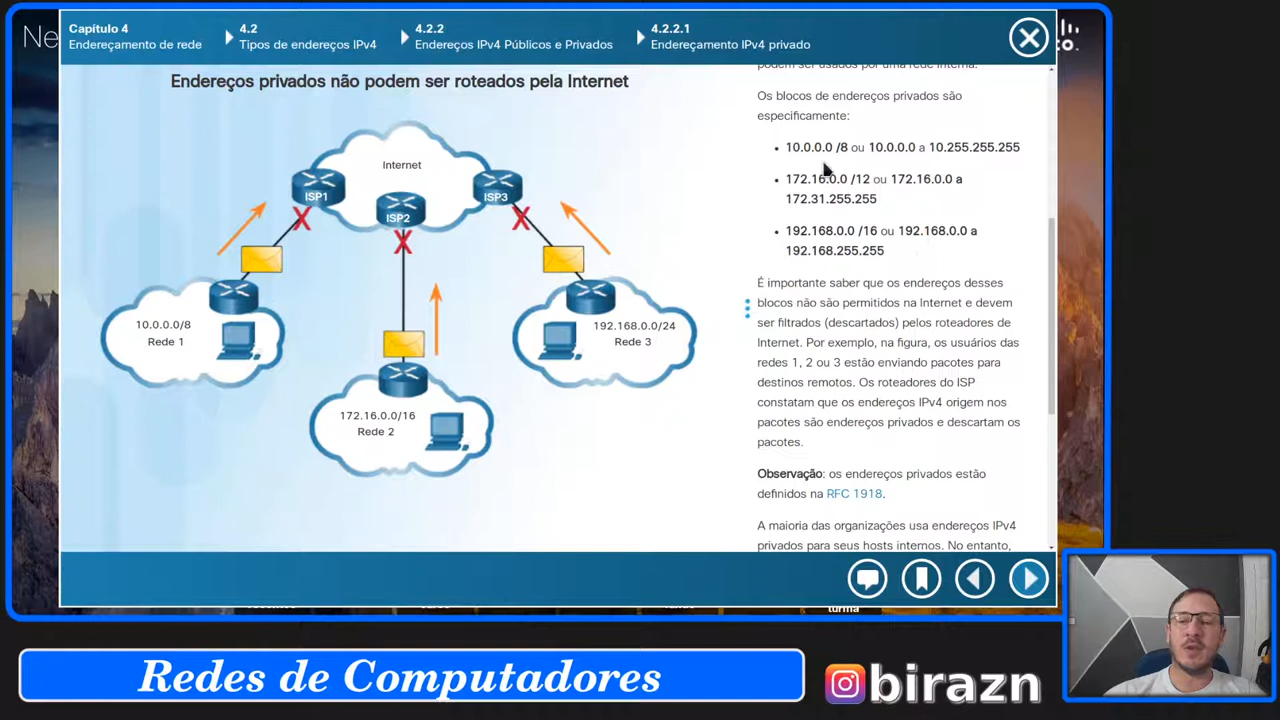 Ne
Capítulo 4
Endereçamento de rede
4.2
Tipos de endereços IPv4
4.2.2
Endereços IPv4 Públicos e Privados
4.2.2.1
Endereçamento IPv4 privado
Endereços privados não podem ser roteados pela Internet
Internet
ISP1
ISP2
ISP3
10.0.0.0/8
Rede 1
172.16.0.0/16
Rede 2
192.168.0.0/24
Rede 3
podem ser usados por uma rede interna.
Os blocos de endereços privados são
especificamente:
• 10.0.0.0 /8 ou 10.0.0.0 a 10.255.255.255
• 172.16.0.0 /12 ou 172.16.0.0 a
172.31.255.255
• 192.168.0.0 /16 ou 192.168.0.0 a
192.168.255.255
É importante saber que os endereços desses
blocos não são permitidos na Internet e devem
ser filtrados (descartados) pelos roteadores de
Internet. Por exemplo, na figura, os usuários das
redes 1, 2 ou 3 estão enviando pacotes para
destinos remotos. Os roteadores do ISP
constatam que os endereços IPv4 origem nos
pacotes são endereços privados e descartam os
pacotes.
Observação: os endereços privados estão
definidos na RFC 1918.
A maioria das organizações usa endereços IPv4
privados para seus hosts internos. No entanto,
turma
Redes de Computadores
birazn